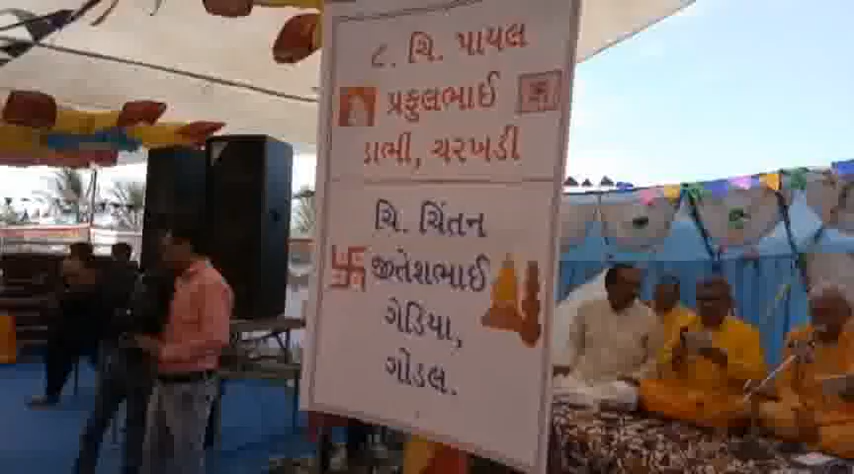 ૮. ચિ. પાયલ
પ્રફુલભાઈ
ડાભી, ચરખડી
ચિ. ચિંતન
જીતેશભાઈ
ગેડિયા,
ગોંડલ.